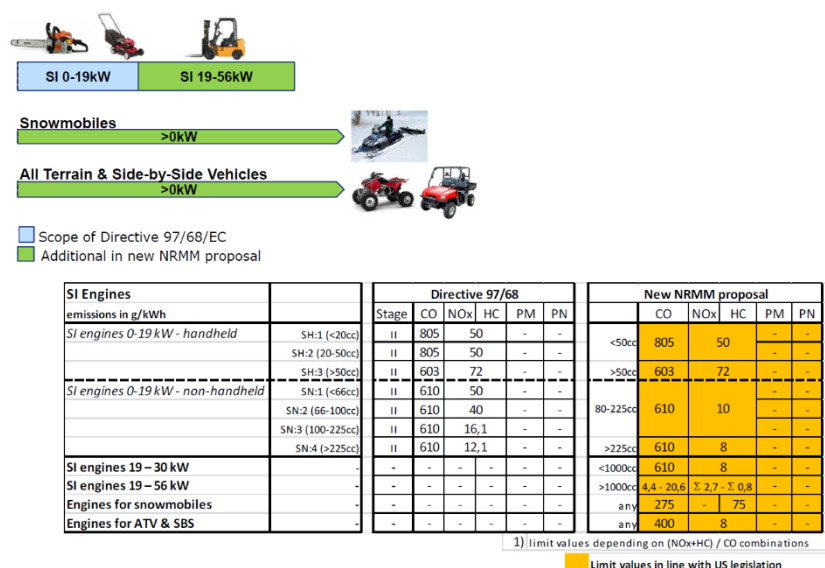 SI 0-19kW SI 19-56kW
Snowmobiles
>0kW
All Terrain & Side-by-Side Vehicles
>0kW
Scope of Directive 97/68/EC
Additional in new NRMM proposal
SI Engines Directive 97/68 New NRMM proposal
emissions in g/kWh Stage CO NOx HC PM PN CO NOx HC PM PN
SI engines 0-19 kW - handheld SH:1 (<20cc) II 805 50 - - <50cc 805 50 - -
SH:2 (20-50cc) II 805 50 - - - -
SH:3 (>50cc) II 603 72 - - >50cc 603 72 - -
SI engines 0-19 kW - non-handheld SN:1 (<66cc) II 610 50 - - 80-225cc 610 10 - -
SN:2 (66-100cc) II 610 40 - - - -
SN:3 (100-225cc) II 610 16,1 - - - -
SN:4 (>225cc) II 610 12,1 - - >225cc 610 8 - -
SI engines 19 – 30 kW - - - - - - - <1000cc 610 8 - -
SI engines 19 – 56 kW - - - - - - - >1000cc 4,4 - 20,6 Σ 2,7 - Σ 0,8 - -
Engines for snowmobiles - - - - - - - any 275 - 75 - -
Engines for ATV & SBS - - - - - - - any 400 8 - -
1) limit values depending on (NOx+HC) / CO combinations
Limit values in line with US legislation